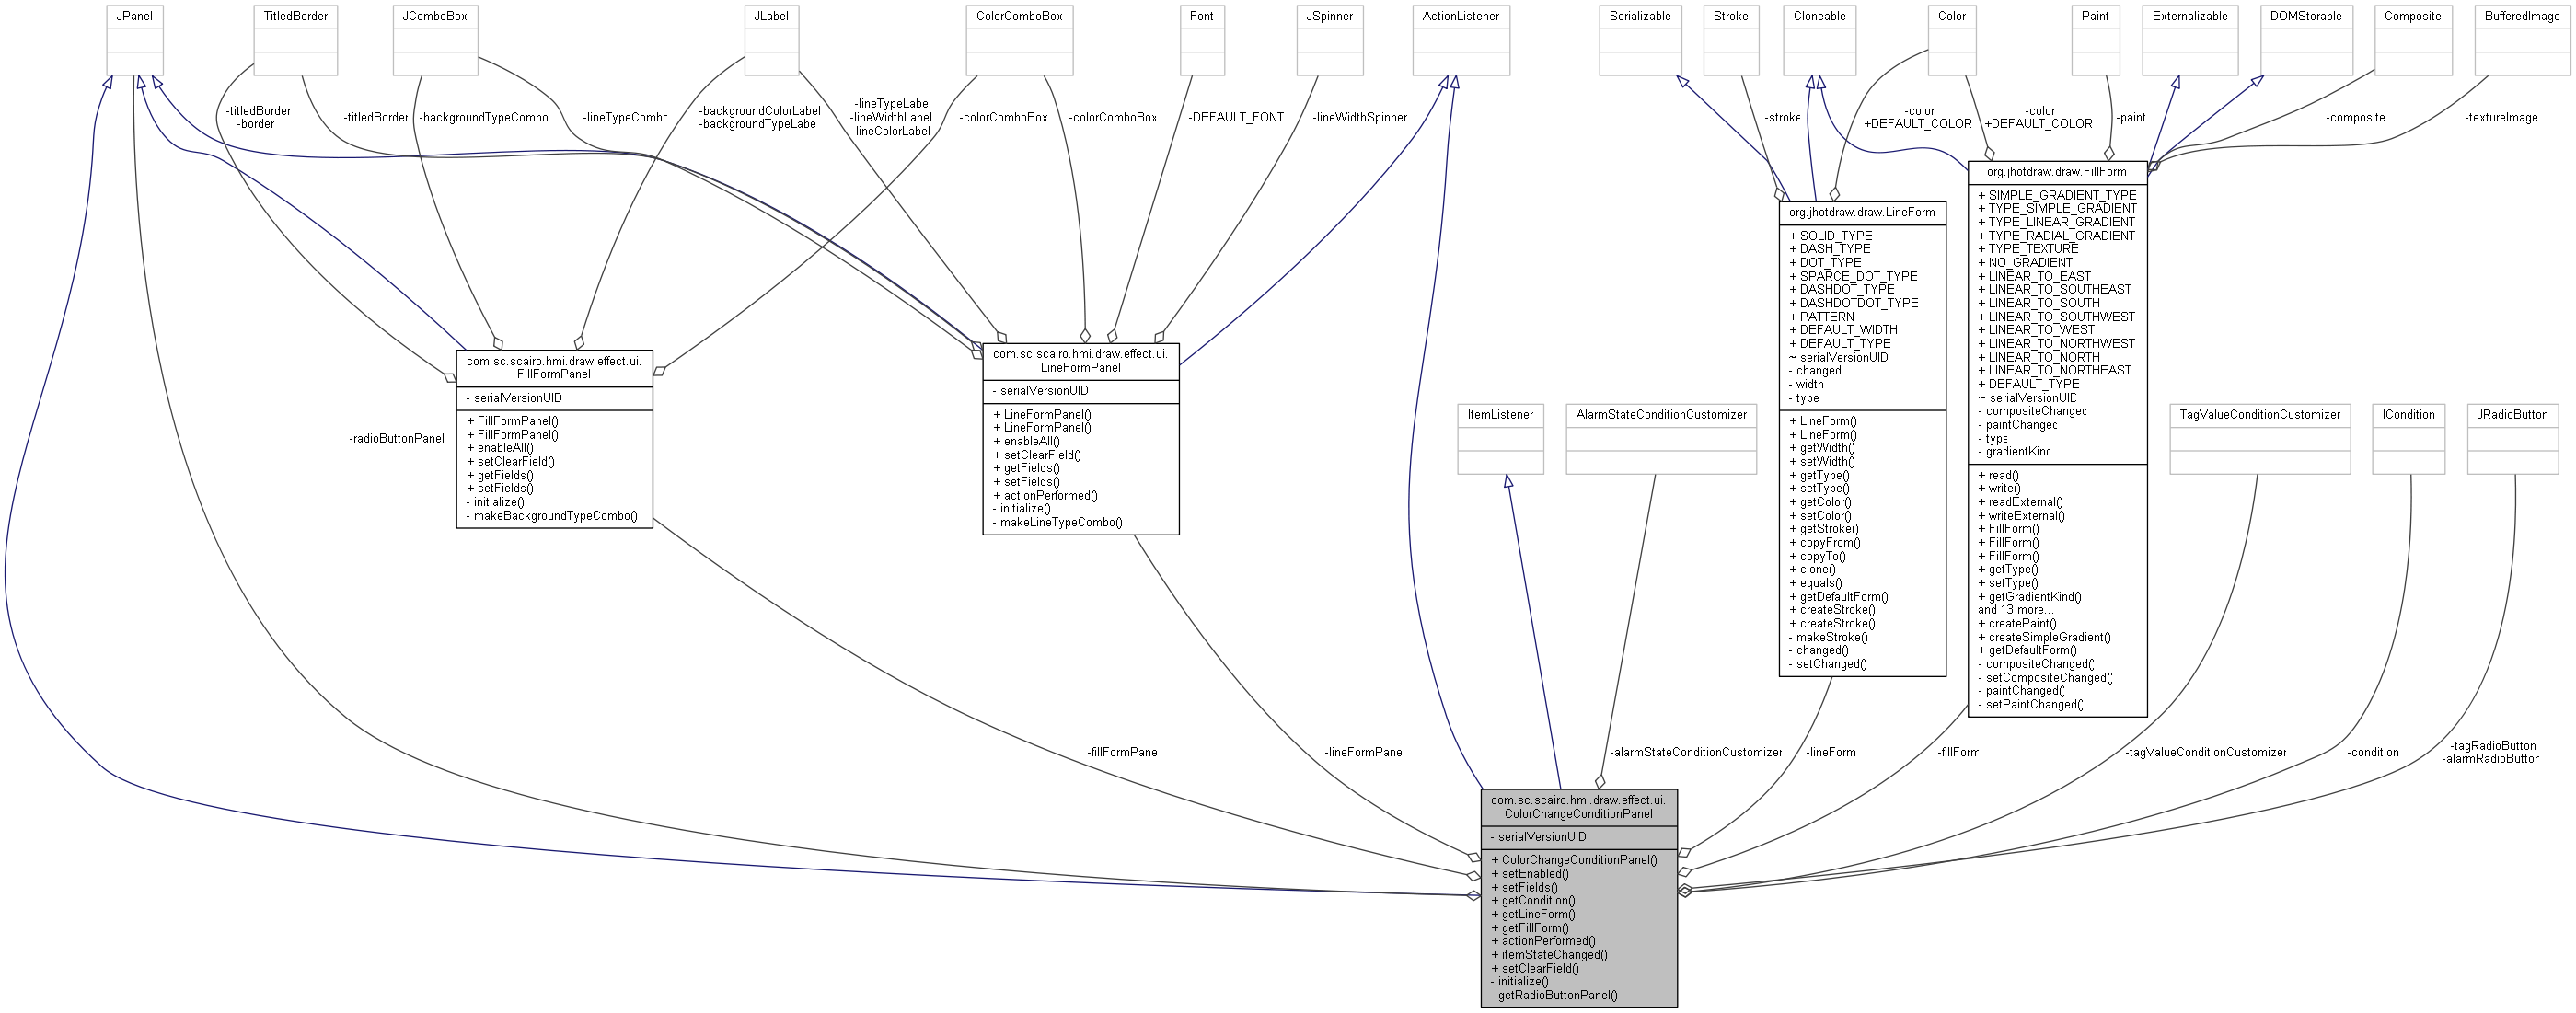 JPanel
TitledBorder
JComboBox
JLabel
ColorComboBox
Font
JSpinner
ActionListener
Serializable
Stroke
Cloneable
Color
Paint
Externalizable
DOMStorable
Composite
BufferedImage
-titledBorder
-border
-titledBorder
-backgroundTypeCombo
-lineTypeCombo
-backgroundColorLabel
-backgroundTypeLabe
-lineTypeLabel
-lineWidthLabel
-lineColorLabel
-colorComboBox
-colorComboBox
-DEFAULT_FONT
-lineWidthSpinner
-stroke
-color
+DEFAULT_COLOR
-color
+DEFAULT_COLOR
-paint
-composite
-textureImage
com.sc.scairo.hmi.draw.effect.ui.
FillFormPanel
- serialVersionUID
+ FillFormPanel()
+ FillFormPanel()
+ enableAll()
+ setClearField()
+ getFields()
+ setFields()
- initialize()
- makeBackgroundTypeCombo()
com.sc.scairo.hmi.draw.effect.ui.
LineFormPanel
- serialVersionUID
+ LineFormPanel()
+ LineFormPanel()
+ enableAll()
+ setClearField()
+ getFields()
+ setFields()
+ actionPerformed()
- initialize()
- makeLineTypeCombo()
org.jhotdraw.draw.LineForm
+ SOLID_TYPE
+ DASH_TYPE
+ DOT_TYPE
+ SPARCE_DOT_TYPE
+ DASHDOT_TYPE
+ DASHDOTDOT_TYPE
+ PATTERN
+ DEFAULT_WIDTH
+ DEFAULT_TYPE
~ serialVersionUID
- changed
- width
- type
+ LineForm()
+ LineForm()
+ getWidth()
+ setWidth()
+ getType()
+ setType()
+ getColor()
+ setColor()
+ getStroke()
+ copyFrom()
+ copyTo()
+ clone()
+ equals()
+ getDefaultForm()
+ createStroke()
+ createStroke()
- makeStroke()
- changed()
- setChanged()
org.jhotdraw.draw.FillForm
+ SIMPLE_GRADIENT_TYPE
+ TYPE_SIMPLE_GRADIENT
+ TYPE_LINEAR_GRADIENT
+ TYPE_RADIAL_GRADIENT
+ TYPE_TEXTURE
+ NO_GRADIENT
+ LINEAR_TO_EAST
+ LINEAR_TO_SOUTHEAST
+ LINEAR_TO_SOUTH
+ LINEAR_TO_SOUTHWEST
+ LINEAR_TO_WEST
+ LINEAR_TO_NORTHWEST
+ LINEAR_TO_NORTH
+ LINEAR_TO_NORTHEAST
+ DEFAULT_TYPE
~ serialVersionUID
- compositeChanged
- paintChanged
- type
- gradientKind
+ read()
+ write()
+ readExternal()
+ writeExternal()
+ FillForm()
+ FillForm()
+ FillForm()
+ getType()
+ setType()
+ getGradientKind()
and 13 more...
+ createPaint()
+ createSimpleGradient()
+ getDefaultForm()
- compositeChanged()
- setCompositeChanged()
- paintChanged()
- setPaintChanged()
ItemListener
AlarmStateConditionCustomizer
TagValueConditionCustomizer
ICondition
JRadioButton
-radioButtonPanel
-fillFormPane
-lineFormPanel
-alarmStateConditionCustomizer
-lineForm
-fillForm
-tagValueConditionCustomizer
-condition
-tagRadioButton
-alarmRadioButton
com.sc.scairo.hmi.draw.effect.ui.
ColorChangeConditionPanel
- serialVersionUID
+ ColorChangeConditionPanel()
+ setEnabled()
+ setFields()
+ getCondition()
+ getLineForm()
+ getFillForm()
+ actionPerformed()
+ itemStateChanged()
+ setClearField()
- initialize()
- getRadioButtonPanel()